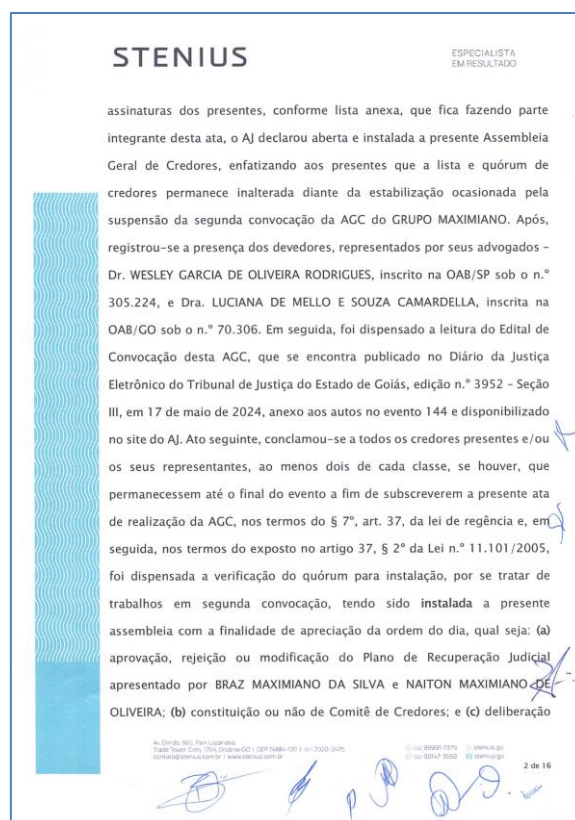 STENIUS
ESPECIALISTA
EM RESULTADO
assinaturas dos presentes, conforme lista anexa, que fica fazendo parte
integrante desta ata, o AJ declarou aberta e instalada a presente Assembleia
Geral de Credores, enfatizando aos presentes que a lista e quórum de
credores permanece inalterada diante da estabilização ocasionada pela
suspensão da segunda convocação da AGC do GRUPO MAXIMIANO. Após,
registrou-se a presença dos devedores, representados por seus advogados –
Dr. WESLEY GARCIA DE OLIVEIRA RODRIGUES, inscrito na OAB/SP sob o n.º
305.224, e Dra. LUCIANA DE MELLO E SOUZA CAMARDELLA, inscrita na
OAB/GO sob o n.º 70.306. Em seguida, foi dispensado a leitura do Edital de
Convocação desta AGC, que se encontra publicado no Diário da Justiça
Eletrônico do Tribunal de Justiça do Estado de Goiás, edição n.º 3952 – Seção
III, em 17 de maio de 2024, anexo aos autos no evento 144 e disponibilizado
no site do AJ. Ato seguinte, conclamou-se a todos os credores presentes e/ou
os seus representantes, ao menos dois de cada classe, se houver, que
permanecessem até o final do evento a fim de subscreverem a presente ata
de realização da AGC, nos termos do § 7º, art. 37, da lei de regência e, em
seguida, nos termos do exposto no artigo 37, § 2º da Lei n.º 11.101/2005,
foi dispensada a verificação do quórum para instalação, por se tratar de
trabalhos em segunda convocação, tendo sido instalada a presente
assembleia com a finalidade de apreciação da ordem do dia, qual seja: (a)
aprovação, rejeição ou modificação do Plano de Recuperação Judicial
apresentado por BRAZ MAXIMIANO DA SILVA e NAITON MAXIMIANO DE
OLIVEIRA; (b) constituição ou não de Comitê de Credores; e (c) deliberação
contato@stenius.com.br | www.stenius.com.br
stenius.go
stenius.go
2 de 16